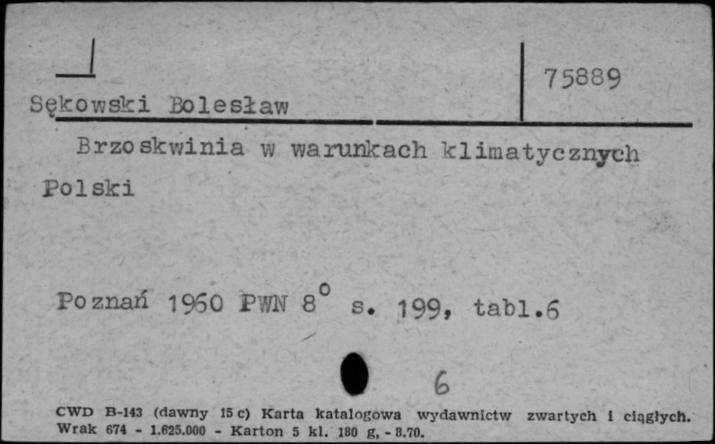 75889
Sękowski Bolesław
Brzoskwinia w warunkach klimatycznych
Polski
Poznań 1960 PWN 8° s. 199, tabl.6
6
CWD B-143 (dawny 15 c) Karta katalogowa wydawnictw zwartych i ciągłych.
Wrak 674 - 1.625.000 - Karton 5 kl. 180 g, - 8.70.